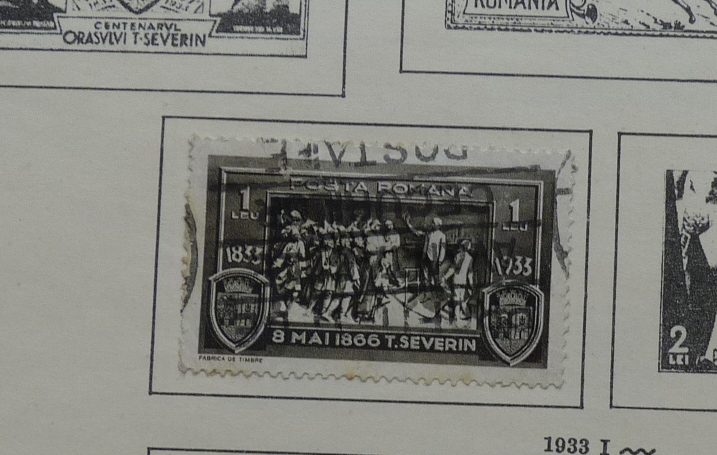 ROMANIA
CENTENARVL
ORASVLVI T·SEVERIN
POSTA
POSTA ROMANA
1 1
LEU LEU
1833 1933
8 MAI 1866 T.SEVERIN
FABRICA DE TIMBRE
2
LEI
1933 I